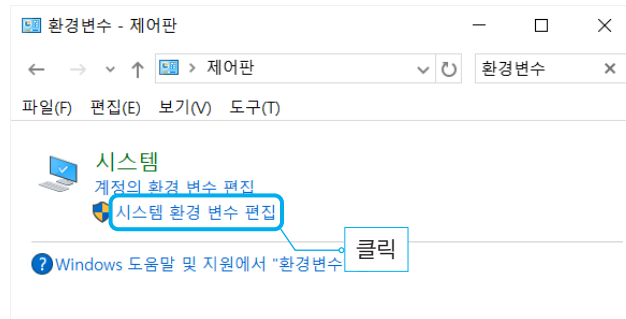 환경변수 - 제어판
제어판
환경변수
파일(F) 편집(E) 보기(V) 도구(T)
시스템
계정의 환경 변수 편집
시스템 환경 변수 편집
클릭
Windows 도움말 및 지원에서 "환경변수